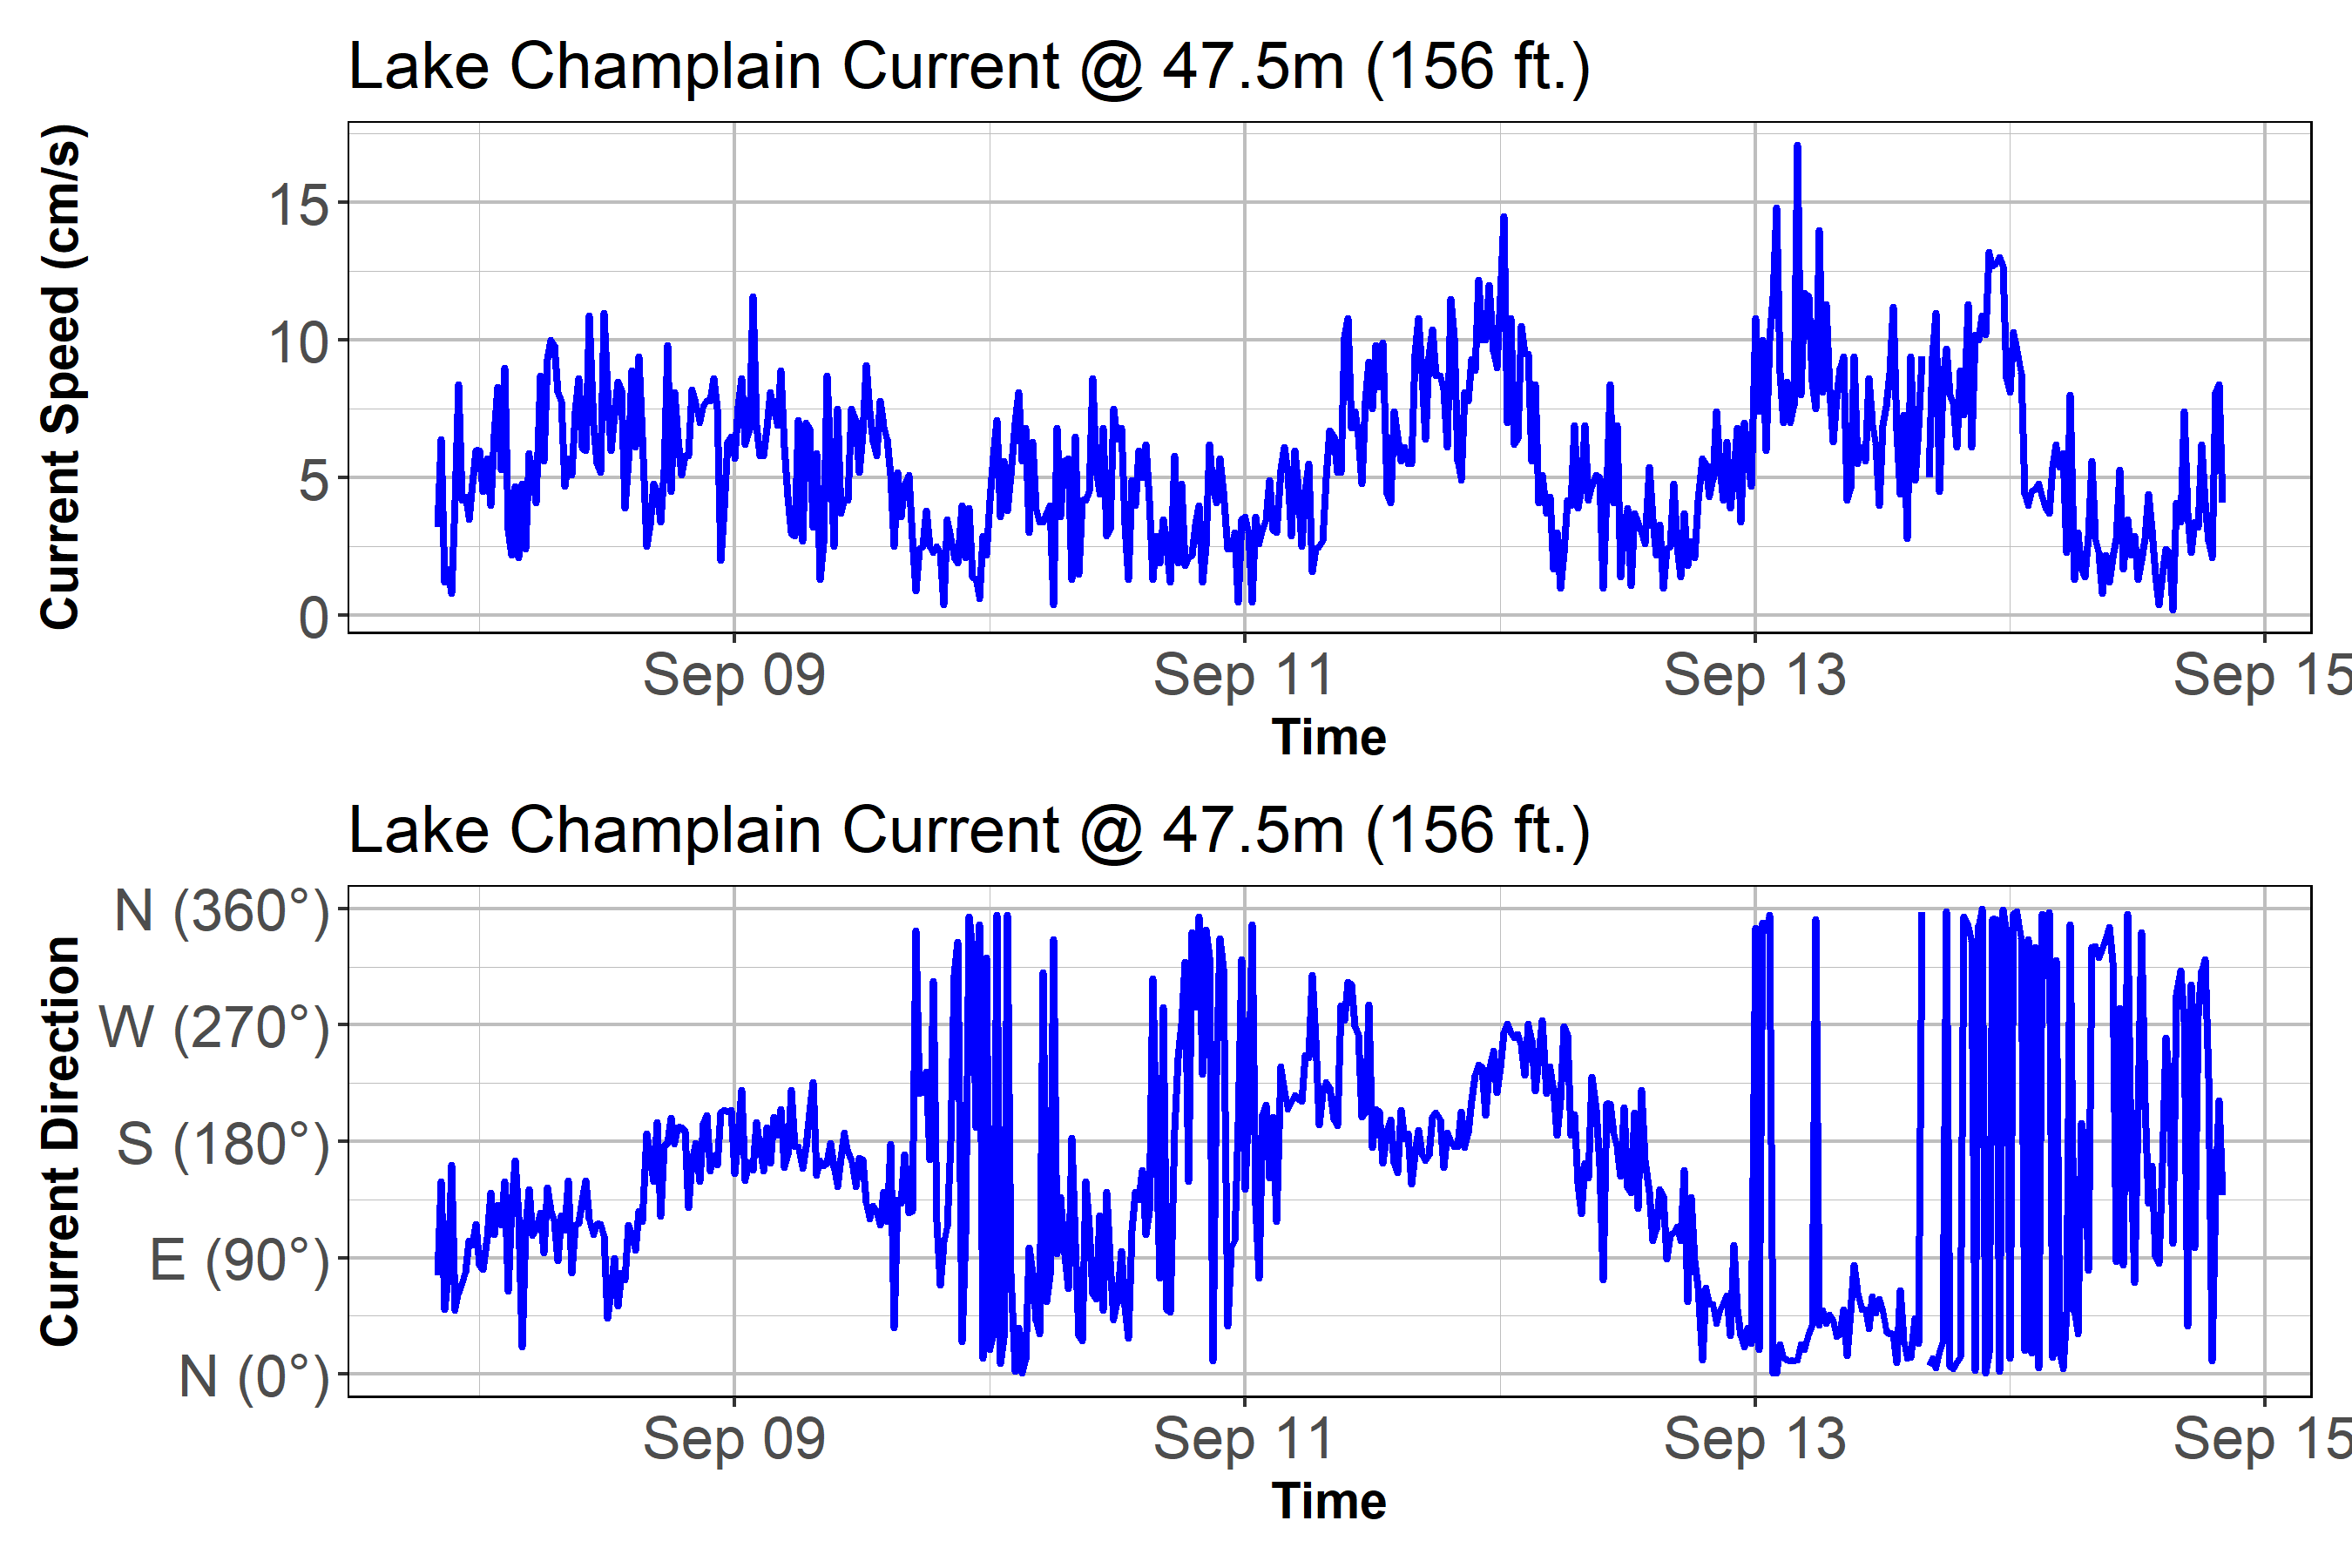 Lake Champlain Current @ 47.5m (156 ft.)
Current Speed (cm/s)
15
10
5
0
Sep 09 Sep 11 Sep 13 Sep 15
Time
Lake Champlain Current @ 47.5m (156 ft.)
Current Direction
N (360°)
W (270°)
S (180°)
E (90°)
N (0°)
Sep 09 Sep 11 Sep 13 Sep 15
Time